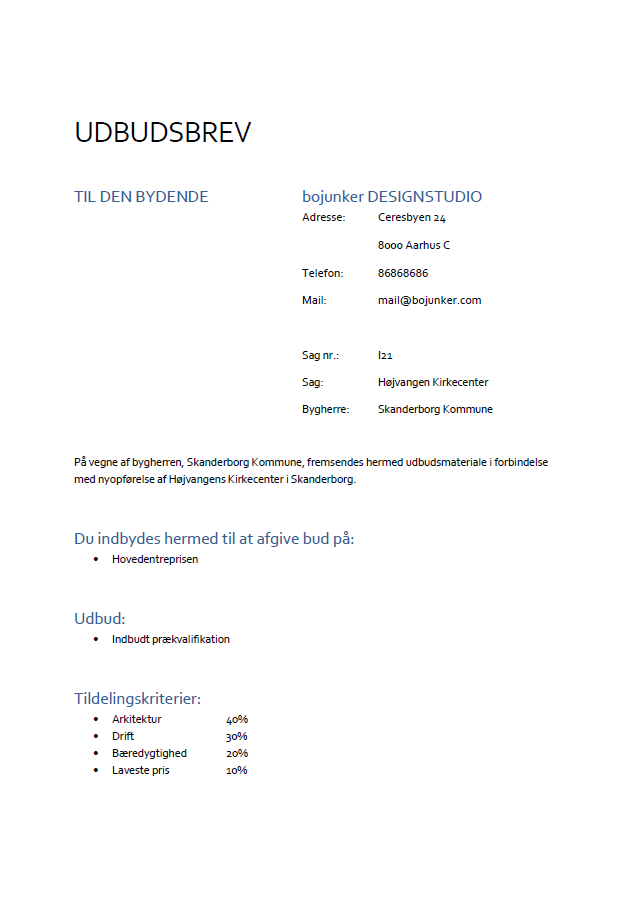 UDBUDSBREV
TIL DEN BYDENDE
bojunker DESIGNSTUDIO
Adresse: Ceresbyen 24
8000 Aarhus C
Telefon: 86868686
Mail: mail@bojunker.com
Sag nr.: I21
Sag: Højvangen Kirkecenter
Bygherre: Skanderborg Kommune
På vegne af bygherren, Skanderborg Kommune, fremsendes hermed udbudsmateriale i forbindelse
med nyopførelse af Højvangens Kirkecenter i Skanderborg.
Du indbydes hermed til at afgive bud på:
• Hovedentreprisen
Udbud:
• Indbudt prækvalifikation
Tildelingskriterier:
• Arkitektur 40%
• Drift 30%
• Bæredygtighed 20%
• Laveste pris 10%